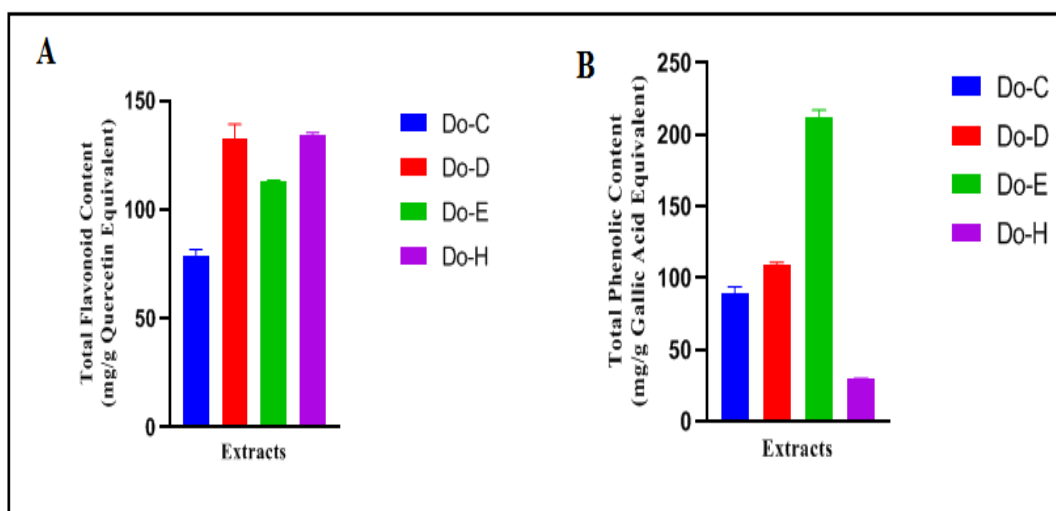 A
Total Flavonoid Content
(mg/g Quercetin Equivalent)
150
100
50
0
Extracts
Do-C
Do-D
Do-E
Do-H
B
Total Phenolic Content
(mg/g Gallic Acid Equivalent)
250
200
150
100
50
0
Extracts
Do-C
Do-D
Do-E
Do-H